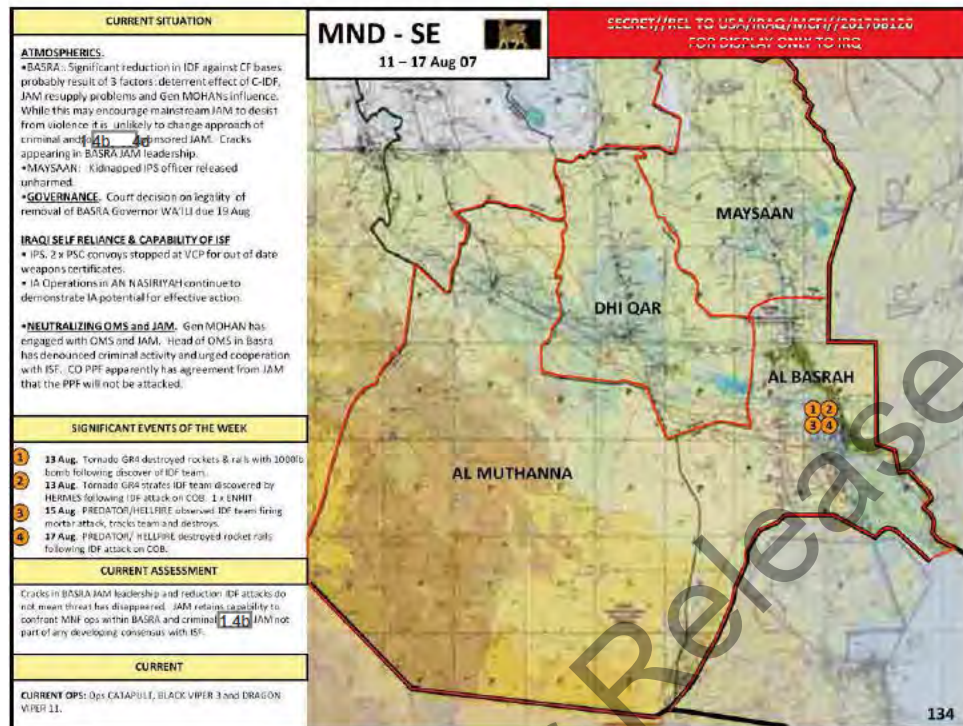 CURRENT SITUATION
ATMOSPHERICS.
•BASRA:. Significant reduction in IDF against CF bases
probably result of 3 factors: deterrent effect of C-IDF,
JAM resupply problems and Gen MOHANs influence.
While this may encourage mainstream JAM to desist
from violence it is unlikely to change approach of
criminal and 1.4b, 4d sponsored JAM. Cracks
appearing in BASRA JAM leadership.
•MAYSAAN: Kidnapped IPS officer released
unharmed.
•GOVERNANCE. Court decision on legality of
removal of BASRA Governor WA'ILI due 19 Aug
IRAQI SELF RELIANCE & CAPABILITY OF ISF
• IPS. 2 x PSC convoys stopped at VCP for out of date
weapons certificates.
• IA Operations in AN NASIRIYAH continue to
demonstrate IA potential for effective action.
•NEUTRALIZING OMS and JAM. Gen MOHAN has
engaged with OMS and JAM. Head of OMS in Basra
has denounced criminal activity and urged cooperation
with ISF. CO PPF apparently has agreement from JAM
that the PPF will not be attacked.
SIGNIFICANT EVENTS OF THE WEEK
1 13 Aug. Tornado GR4 destroyed rockets & rails with 1000lb
bomb following discover of IDF team.
2 13 Aug. Tornado GR4 strafes IDF team discovered by
HERMES following IDF attack on COB. 1 x ENHIT
3 15 Aug. PREDATOR/HELLFIRE observed IDF team firing
mortar attack, tracks team and destroys.
4 17 Aug. PREDATOR/ HELLFIRE destroyed rocket rails
following IDF attack on COB.
CURRENT ASSESSMENT
Cracks in BASRA JAM leadership and reduction IDF attacks do
not mean threat has disappeared. JAM retains capability to
confront MNF ops within BASRA and criminal 1.4b JAM not
part of any developing consensus with ISF.
CURRENT
CURRENT OPS: Ops CATAPULT, BLACK VIPER 3 and DRAGON
VIPER 11.
MND - SE
11 – 17 Aug 07
SECRET//REL TO USA/IRAQ/MCFI//20170812
FOR DISPLAY ONLY TO IRQ
MAYSAAN
DHI QAR
AL BASRAH
1 2
3 4
AL MUTHANNA
Release
134